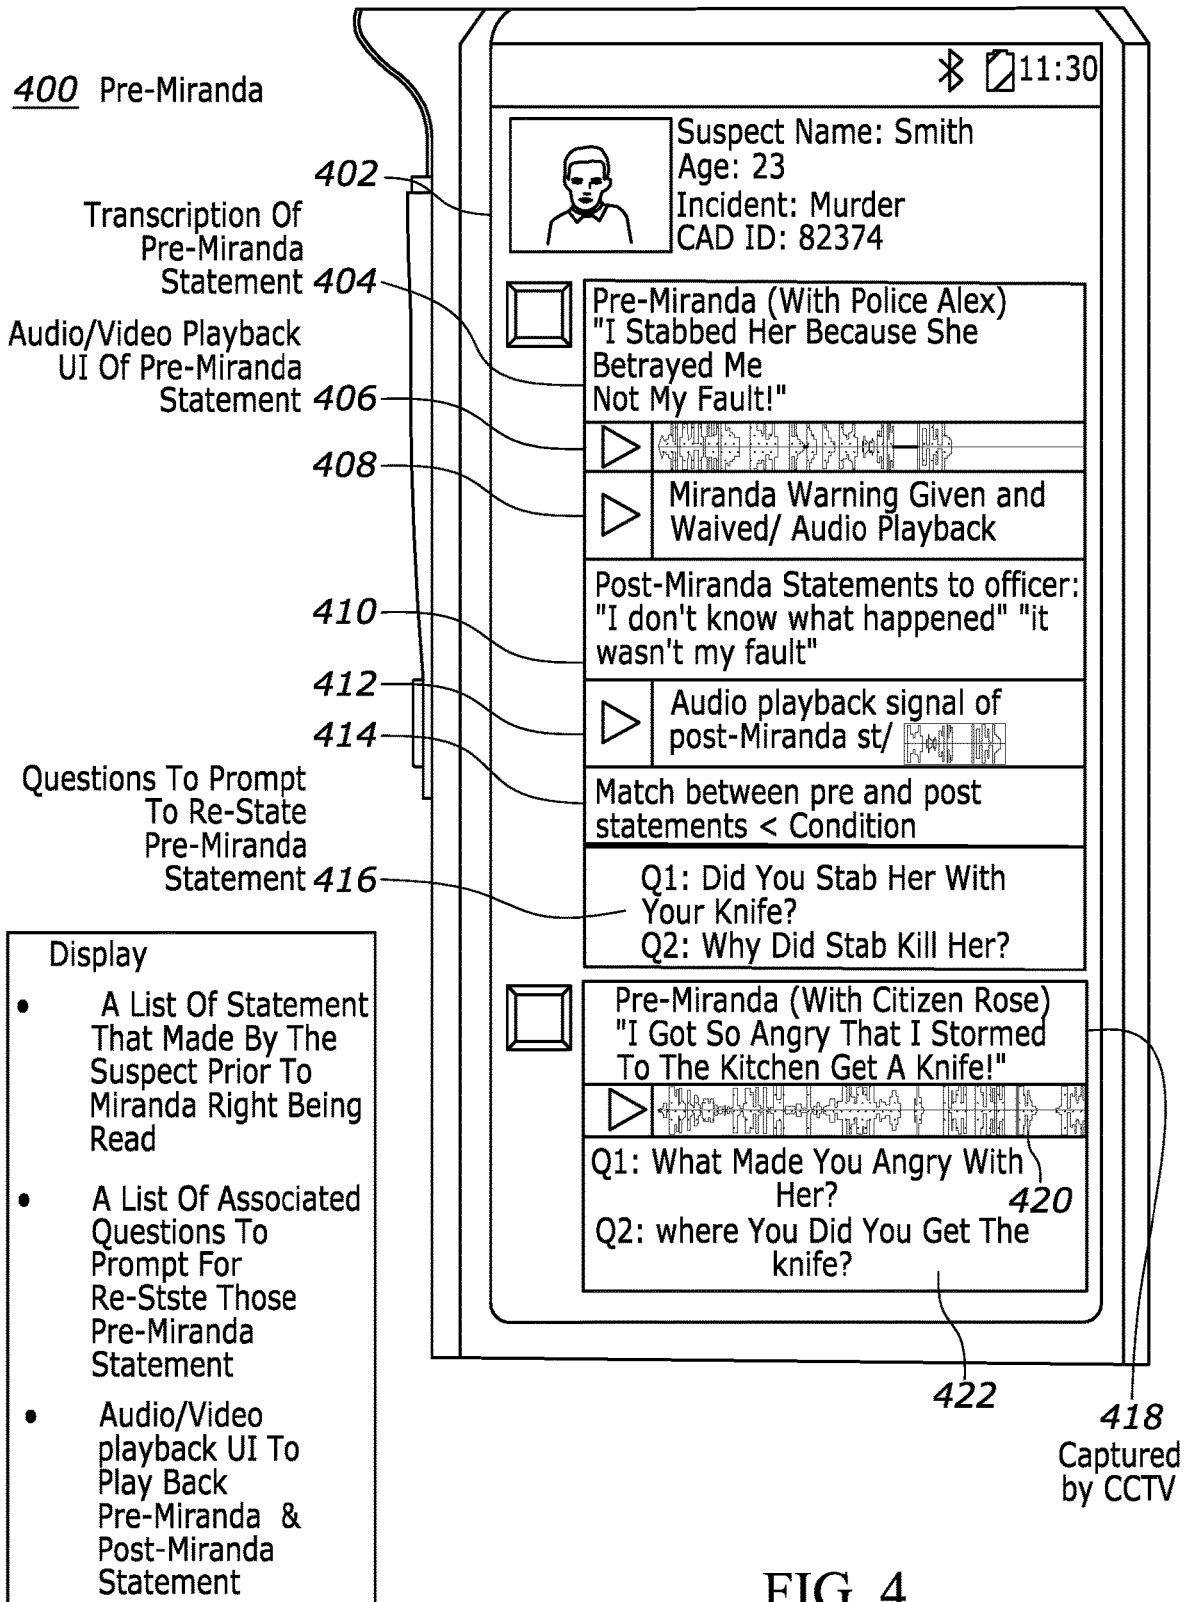 400 Pre-Miranda
11:30
Suspect Name: Smith
Age: 23
Incident: Murder
CAD ID: 82374
402
Transcription Of
Pre-Miranda
Statement 404
Audio/Video Playback
UI Of Pre-Miranda
Statement 406
408
410
412
414
Questions To Prompt
To Re-State
Pre-Miranda
Statement 416
Pre-Miranda (With Police Alex)
"I Stabbed Her Because She
Betrayed Me
Not My Fault!"
Miranda Warning Given and
Waived/ Audio Playback
Post-Miranda Statements to officer:
"I don't know what happened" "it
wasn't my fault"
Audio playback signal of
post-Miranda st/
Match between pre and post
statements < Condition
Q1: Did You Stab Her With
Your Knife?
Q2: Why Did Stab Kill Her?
Pre-Miranda (With Citizen Rose)
"I Got So Angry That I Stormed
To The Kitchen Get A Knife!"
Q1: What Made You Angry With
Her?
420
Q2: where You Did You Get The
knife?
422
418
Captured
by CCTV
Display
• A List Of Statement
That Made By The
Suspect Prior To
Miranda Right Being
Read
• A List Of Associated
Questions To
Prompt For
Re-Stste Those
Pre-Miranda
Statement
• Audio/Video
playback UI To
Play Back
Pre-Miranda &
Post-Miranda
Statement
FIG. 4